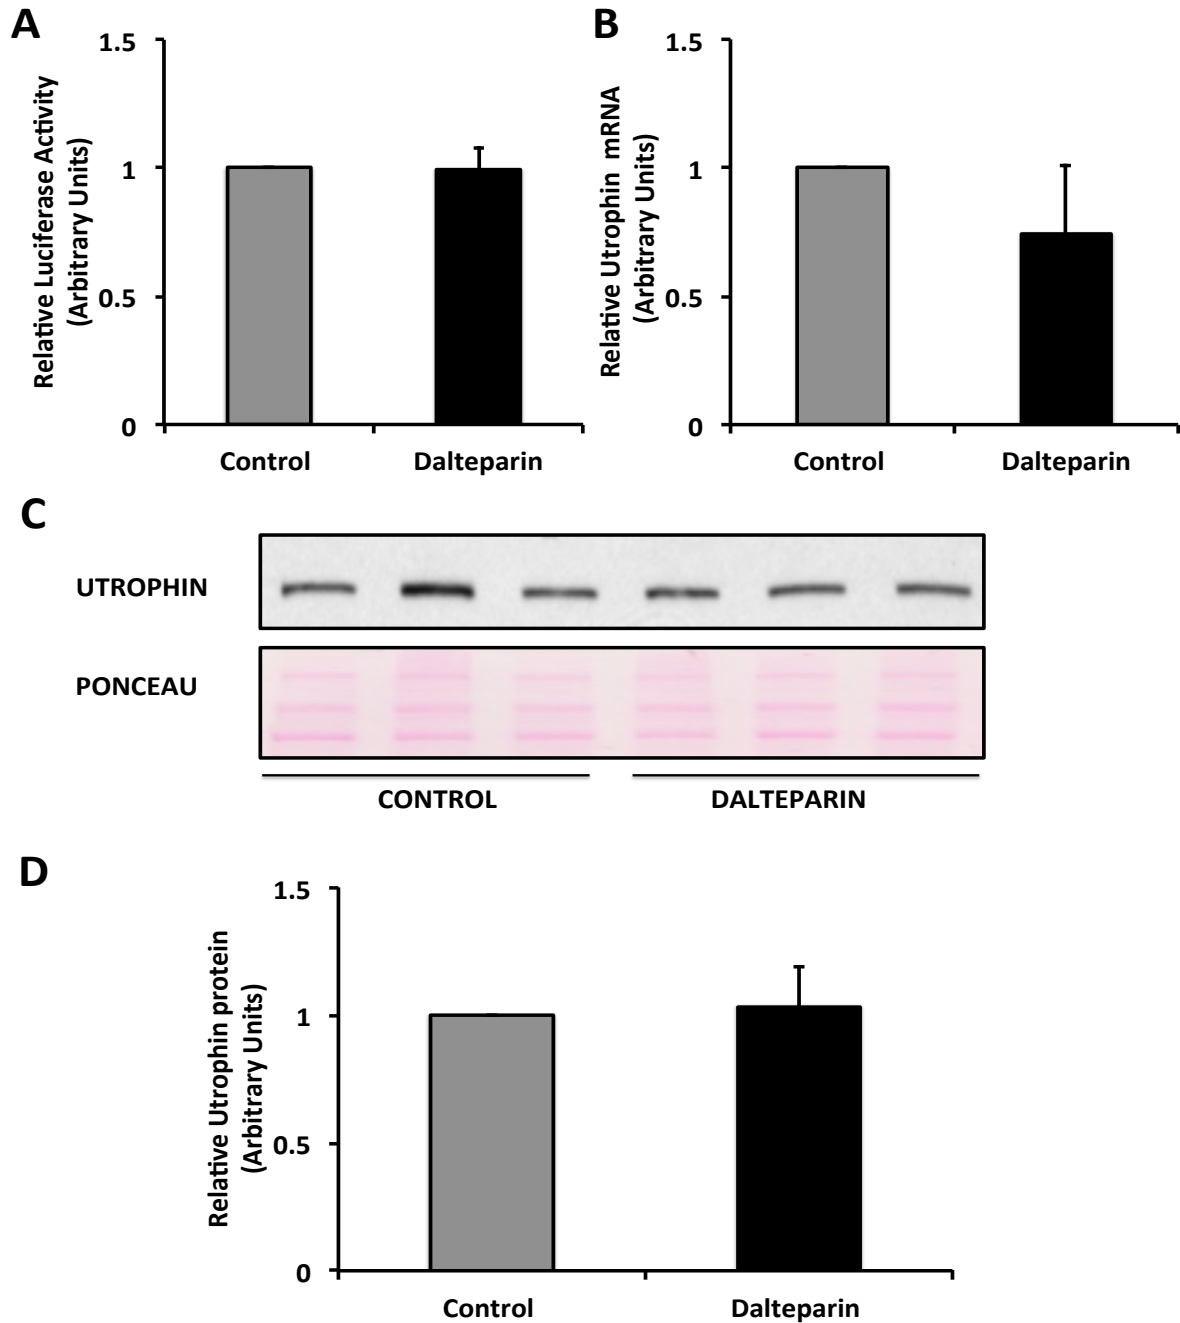 A
Relative Luciferase Activity
(Arbitrary Units)
1.5
1
0.5
0
Control
Dalteparin
B
Relative Utrophin mRNA
(Arbitrary Units)
1.5
1
0.5
0
Control
Dalteparin
C
UTROPHIN
PONCEAU
CONTROL
DALTEPARIN
D
Relative Utrophin protein
(Arbitrary Units)
1.5
1
0.5
0
Control
Dalteparin